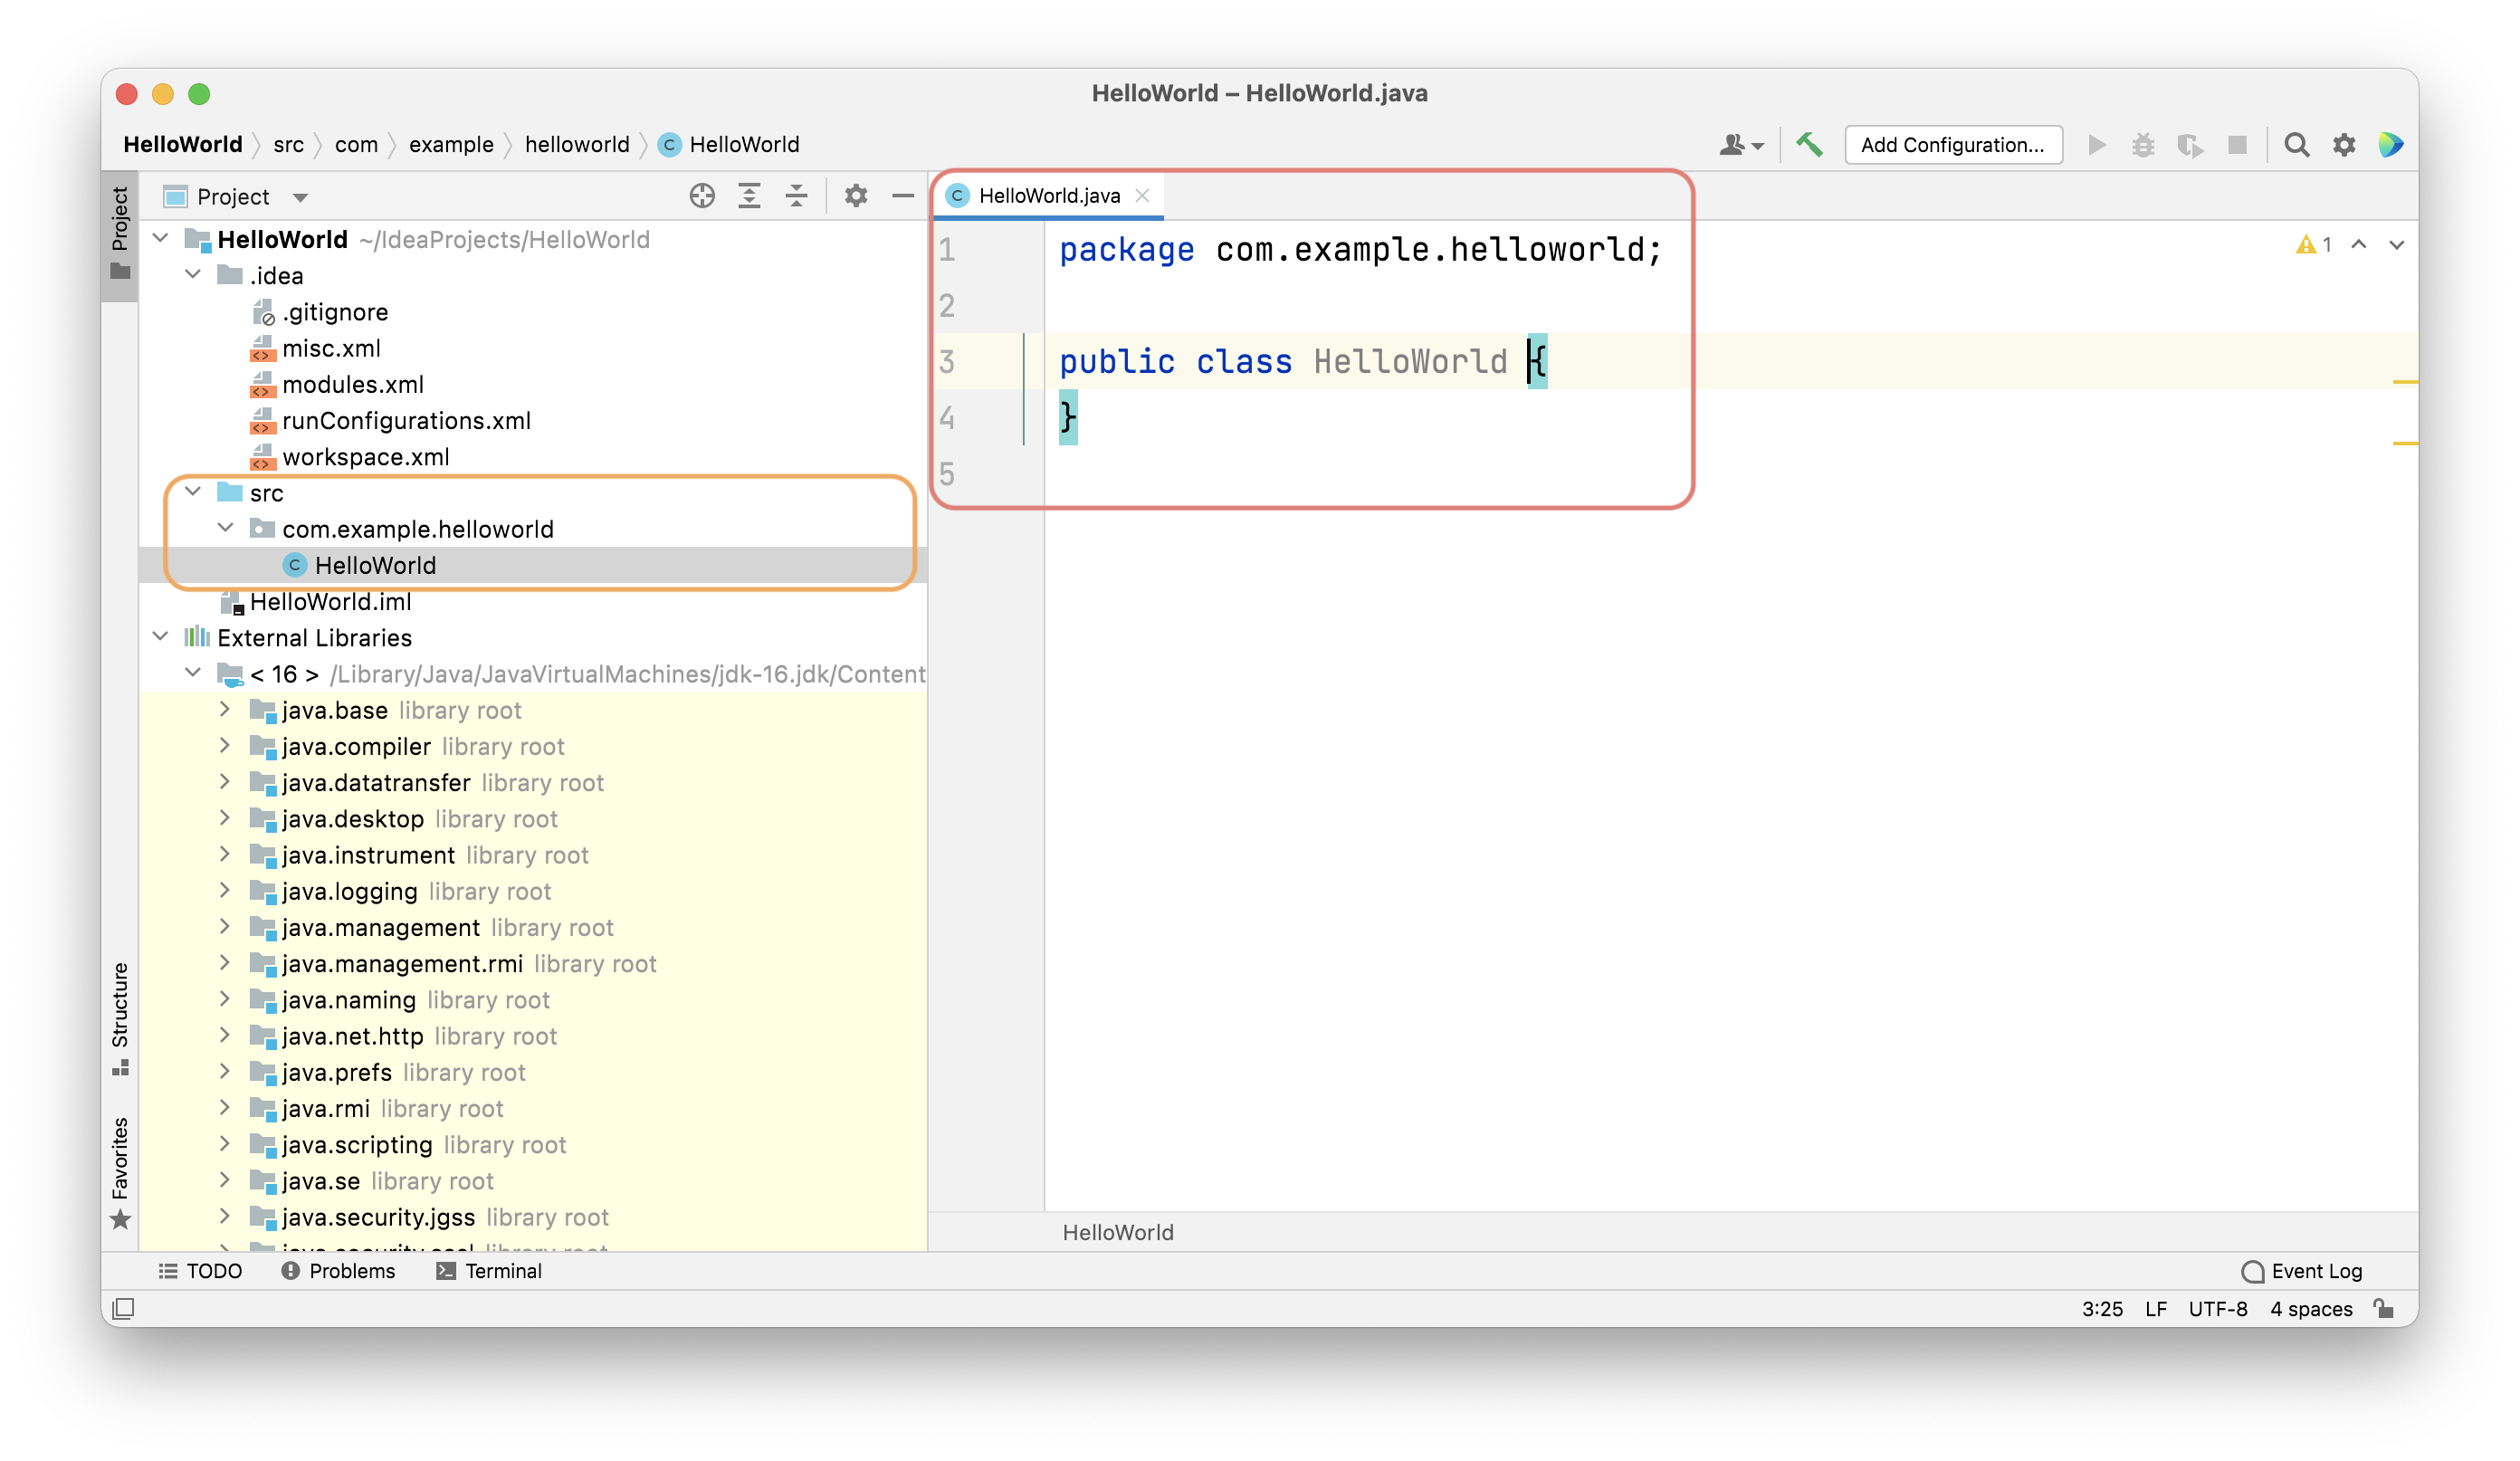 HelloWorld – HelloWorld.java
HelloWorld src com example helloworld C HelloWorld
Add Configuration...
Project
Project
HelloWorld ~/IdeaProjects/HelloWorld
.idea
.gitignore
misc.xml
modules.xml
runConfigurations.xml
workspace.xml
src
com.example.helloworld
C HelloWorld
HelloWorld.iml
External Libraries
< 16 > /Library/Java/JavaVirtualMachines/jdk-16.jdk/Content
java.base library root
java.compiler library root
java.datatransfer library root
java.desktop library root
java.instrument library root
java.logging library root
java.management library root
java.management.rmi library root
java.naming library root
java.net.http library root
java.prefs library root
java.rmi library root
java.scripting library root
java.se library root
java.security.jgss library root
Structure
Favorites
C HelloWorld.java
1 package com.example.helloworld;
2
3 public class HelloWorld {
4 }
5
1
HelloWorld
TODO Problems Terminal
Event Log
3:25 LF UTF-8 4 spaces